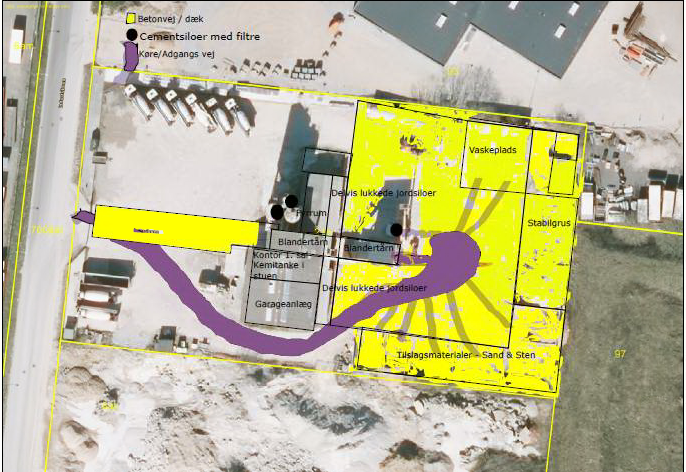 Betonvej / dæk
Cementsiloer med filtre
Køre/Adgangs vej
Vaskeplads
Delvis lukkede jordsiloer
Fyrrum
Stabilgrus
Blandertårn
Blandertårn
Kontor 1. sal
Kemitanke i
stuen
Delvis lukkede jordsiloer
Garageanlæg
Tilslagsmaterialer - Sand & Sten
97